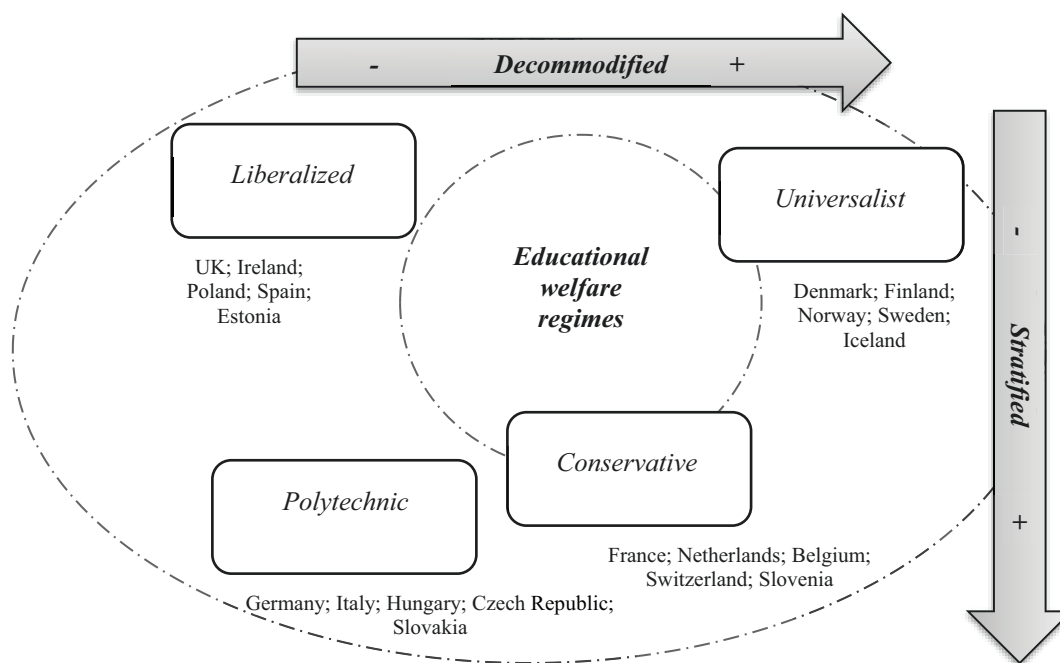 - Decommodified +
Liberalized
UK; Ireland;
Poland; Spain;
Estonia
Educational
welfare
regimes
Universalist
Denmark; Finland;
Norway; Sweden;
Iceland
- Stratified +
Polytechnic
Germany; Italy; Hungary; Czech Republic;
Slovakia
Conservative
France; Netherlands; Belgium;
Switzerland; Slovenia